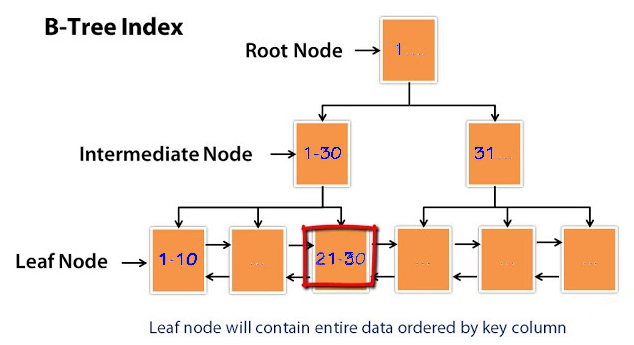 B-Tree Index
Root Node
1....
Intermediate Node
1-30
31....
Leaf Node
1-10
....
21-30
....
....
....
Leaf node will contain entire data ordered by key column